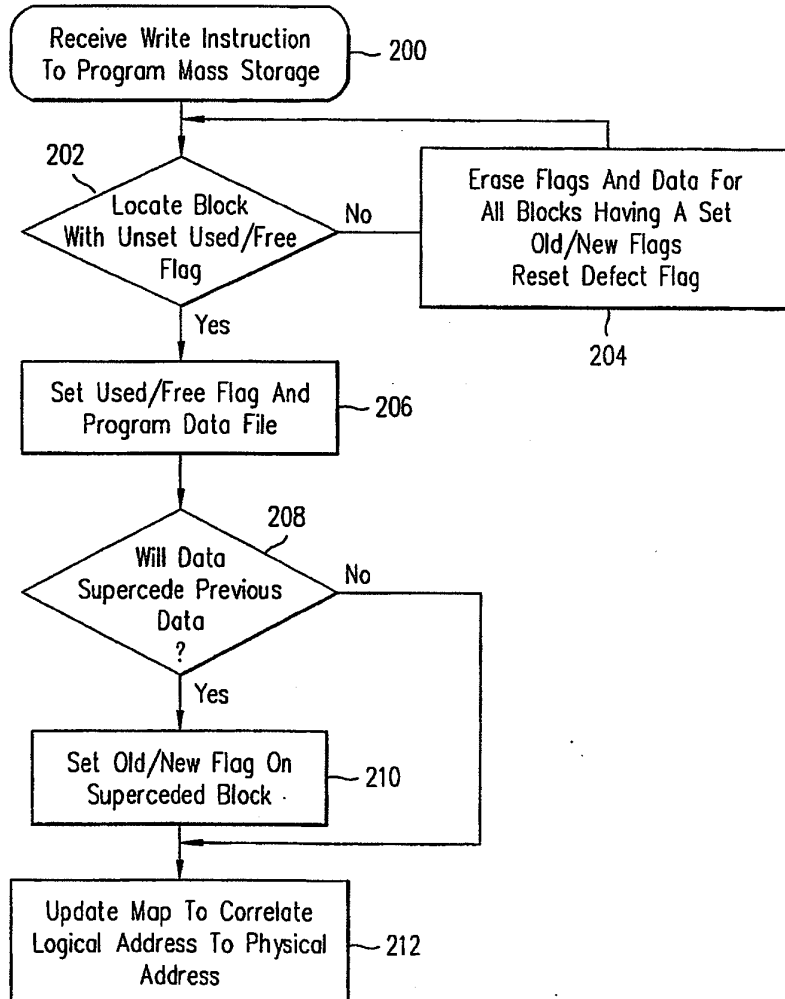 Receive Write Instruction
To Program Mass Storage
200
202
Locate Block
With Unset Used/Free
Flag
No
Erase Flags And Data For
All Blocks Having A Set
Old/New Flags
Reset Defect Flag
204
Yes
Set Used/Free Flag And
Program Data File
206
208
Will Data
Supercede Previous
Data
?
No
Yes
Set Old/New Flag On
Superceded Block
210
Update Map To Correlate
Logical Address To Physical
Address
212